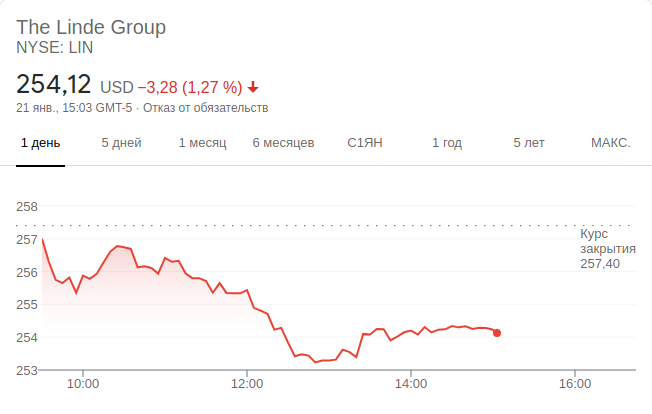 The Linde Group
NYSE: LIN
254,12 USD −3,28 (1,27 %)
21 янв., 15:03 GMT-5 · Отказ от обязательств
1 день 5 дней 1 месяц 6 месяцев С1ЯН 1 год 5 лет МАКС.
258
257
256
255
254
253
Курс
закрытия
257,40
10:00 12:00 14:00 16:00